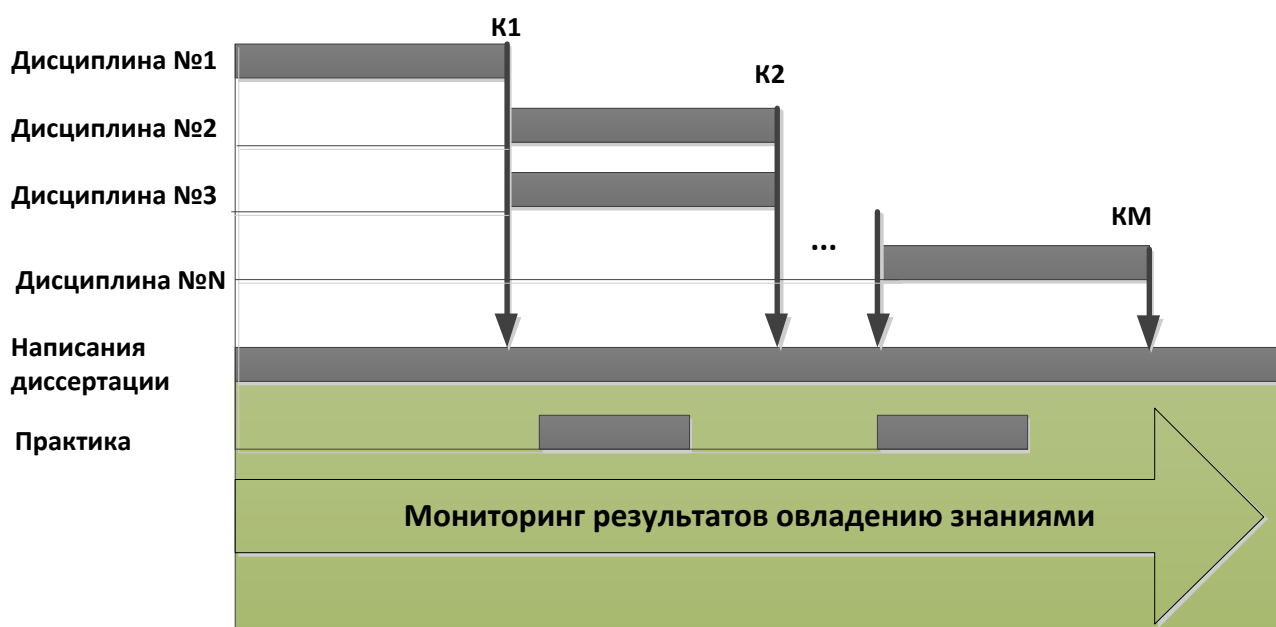 К1
Дисциплина №1
К2
Дисциплина №2
Дисциплина №3
КМ
...
Дисциплина №N
Написания
диссертации
Практика
Мониторинг результатов овладению знаниями